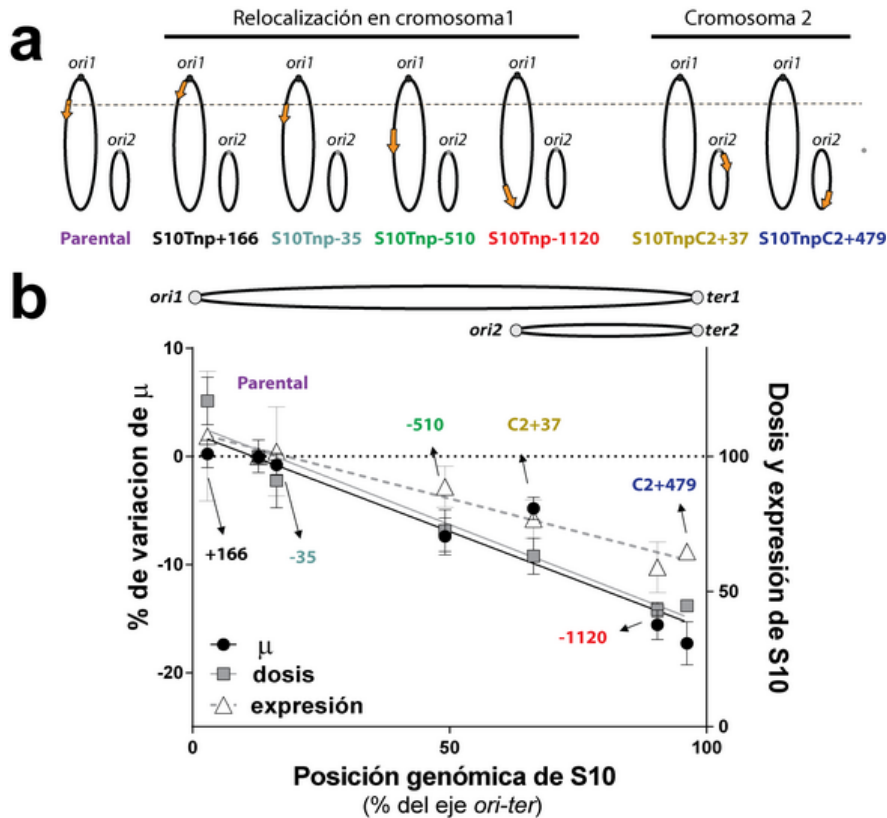 a
Relocalización en cromosoma1
Cromosoma 2
ori1
ori1
ori1
ori1
ori1
ori1
ori1
ori2
ori2
ori2
ori2
ori2
ori2
ori2
Parental
S10Tnp+166
S10Tnp-35
S10Tnp-510
S10Tnp-1120
S10TnpC2+37
S10TnpC2+479
b
ori1
ter1
ori2
ter2
% de variacion de μ
Dosis y expresión de S10
10
0
-10
-20
100
50
0
Parental
-510
C2+37
C2+479
+166
-35
-1120
μ
dosis
expresión
0
50
100
Posición genómica de S10
(% del eje ori-ter)